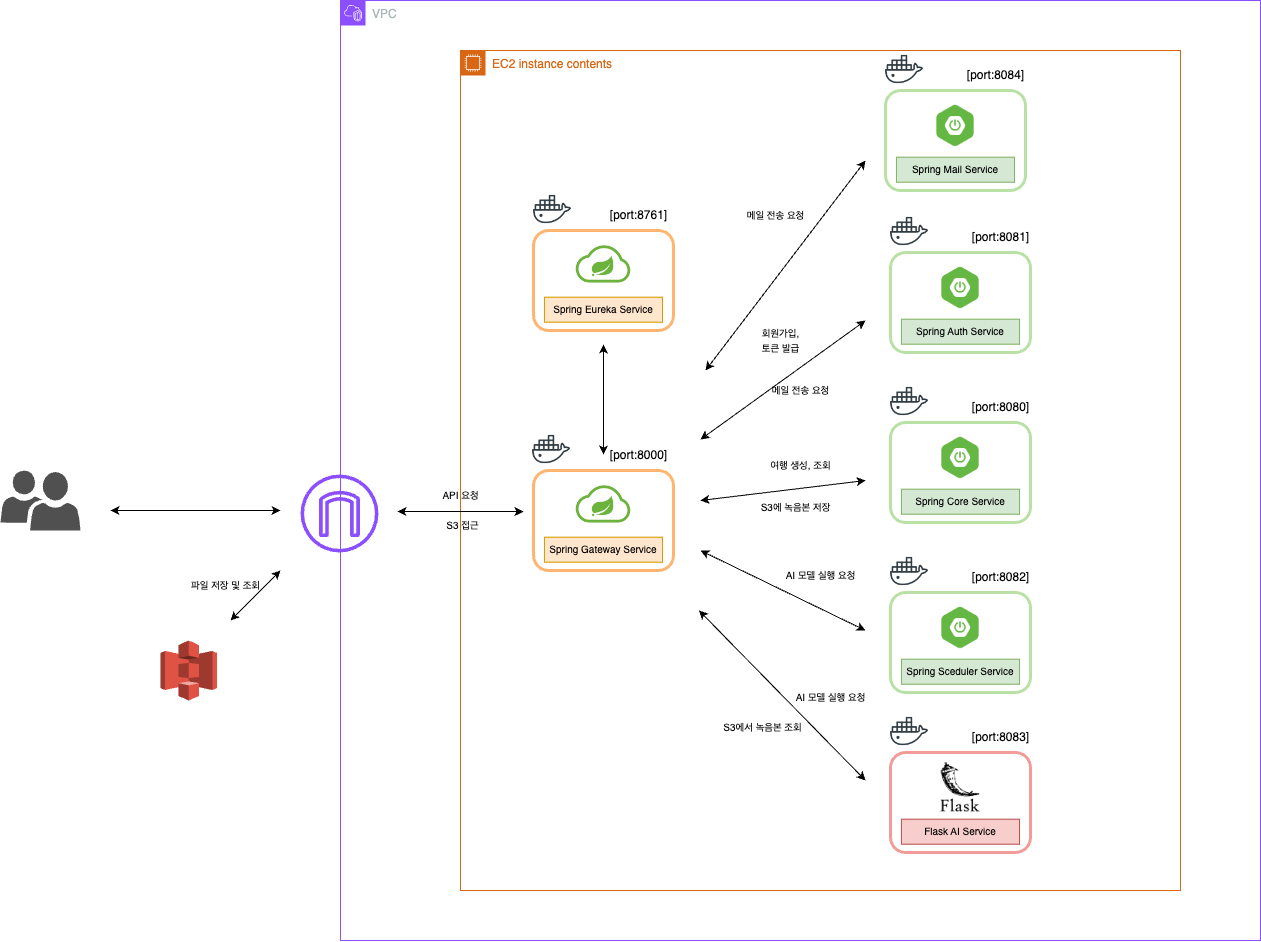 VPC
EC2 instance contents
[port:8084]
Spring Mail Service
[port:8761]
Spring Eureka Service
메일 전송 요청
[port:8081]
Spring Auth Service
회원가입,
토큰 발급
메일 전송 요청
[port:8080]
Spring Core Service
[port:8000]
Spring Gateway Service
여행 생성, 조회
S3에 녹음본 저장
API 요청
S3 접근
파일 저장 및 조회
AI 모델 실행 요청
[port:8082]
Spring Sceduler Service
AI 모델 실행 요청
S3에서 녹음본 조회
[port:8083]
Flask
Flask AI Service